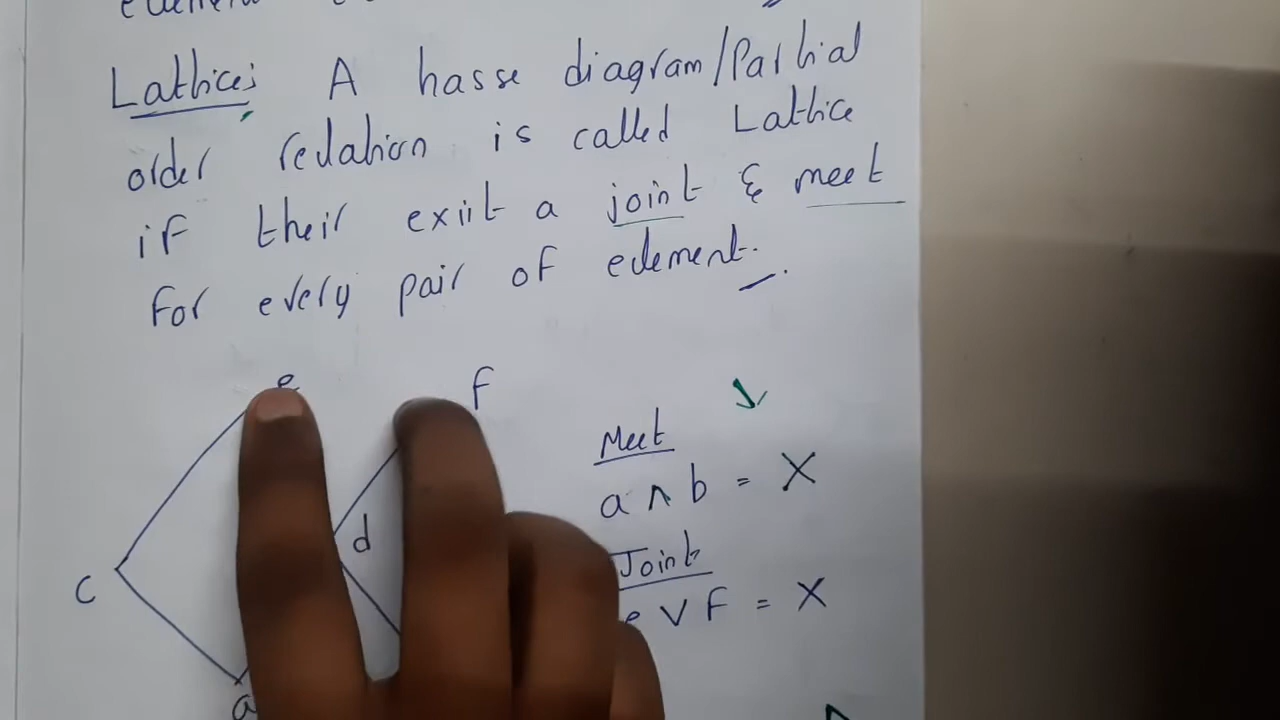 Lattice; A hasse diagram/Partial
order relation is called Lattice
if their exiit a joint & meet
For every pair of element.
e
F
Meet
a ∧ b = X
d
Joint
e ∨ F = X
c
a